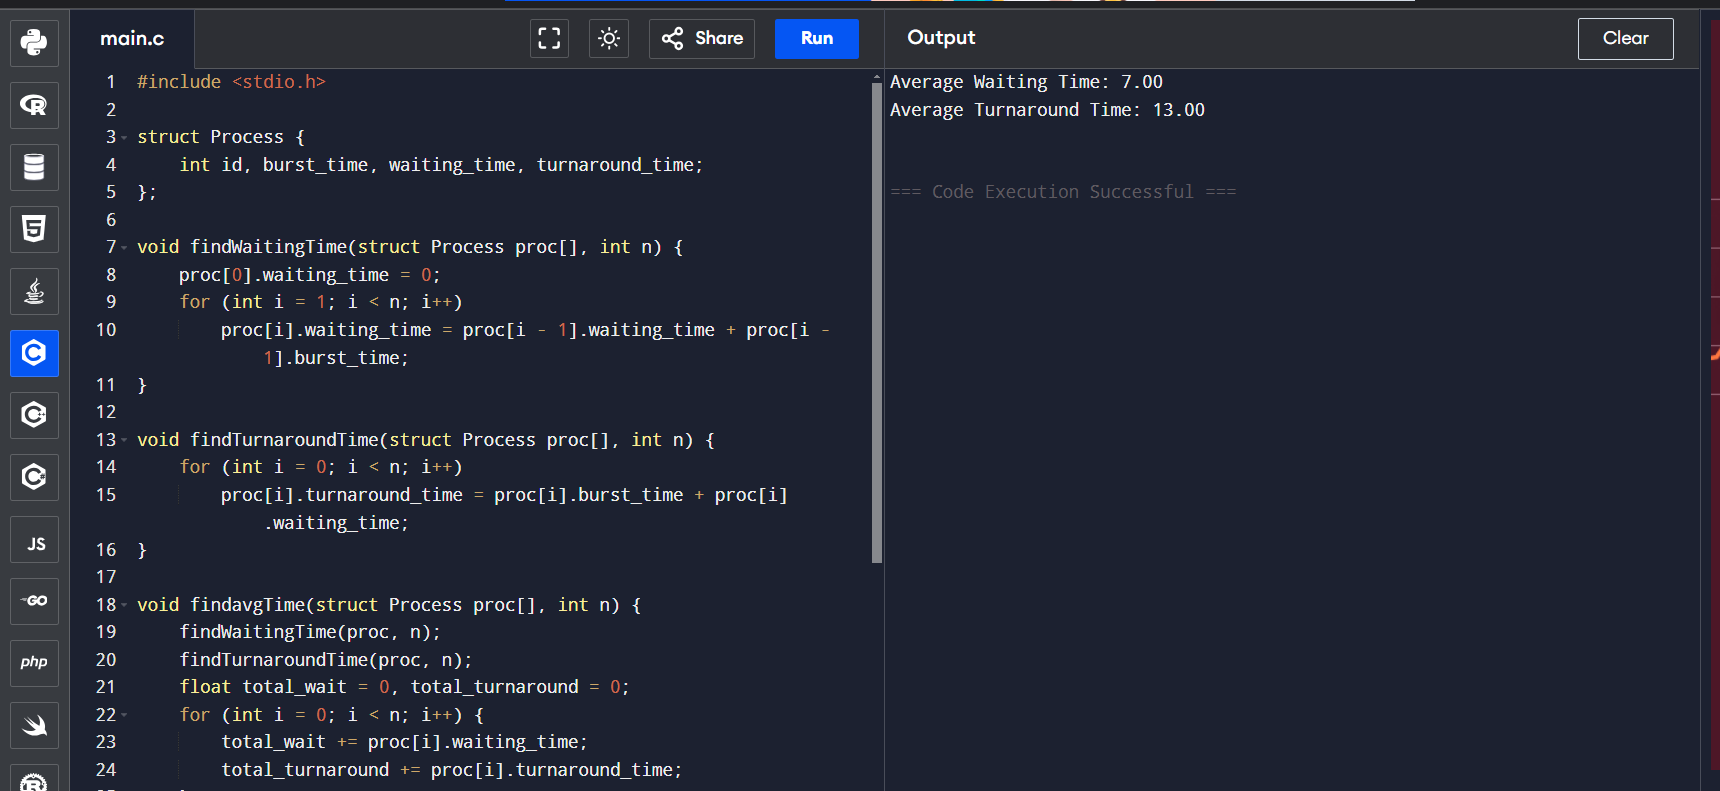 main.c
Share
Run
Output
Clear
1 #include <stdio.h>
2
3 struct Process {
4 int id, burst_time, waiting_time, turnaround_time;
5 };
6
7 void findWaitingTime(struct Process proc[], int n) {
8 proc[0].waiting_time = 0;
9 for (int i = 1; i < n; i++)
10 proc[i].waiting_time = proc[i - 1].waiting_time + proc[i -
1].burst_time;
11 }
12
13 void findTurnaroundTime(struct Process proc[], int n) {
14 for (int i = 0; i < n; i++)
15 proc[i].turnaround_time = proc[i].burst_time + proc[i]
.waiting_time;
16 }
17
18 void findavgTime(struct Process proc[], int n) {
19 findWaitingTime(proc, n);
20 findTurnaroundTime(proc, n);
21 float total_wait = 0, total_turnaround = 0;
22 for (int i = 0; i < n; i++) {
23 total_wait += proc[i].waiting_time;
24 total_turnaround += proc[i].turnaround_time;
Average Waiting Time: 7.00
Average Turnaround Time: 13.00
=== Code Execution Successful ===
R
5
C
C
C
JS
GO
php
R